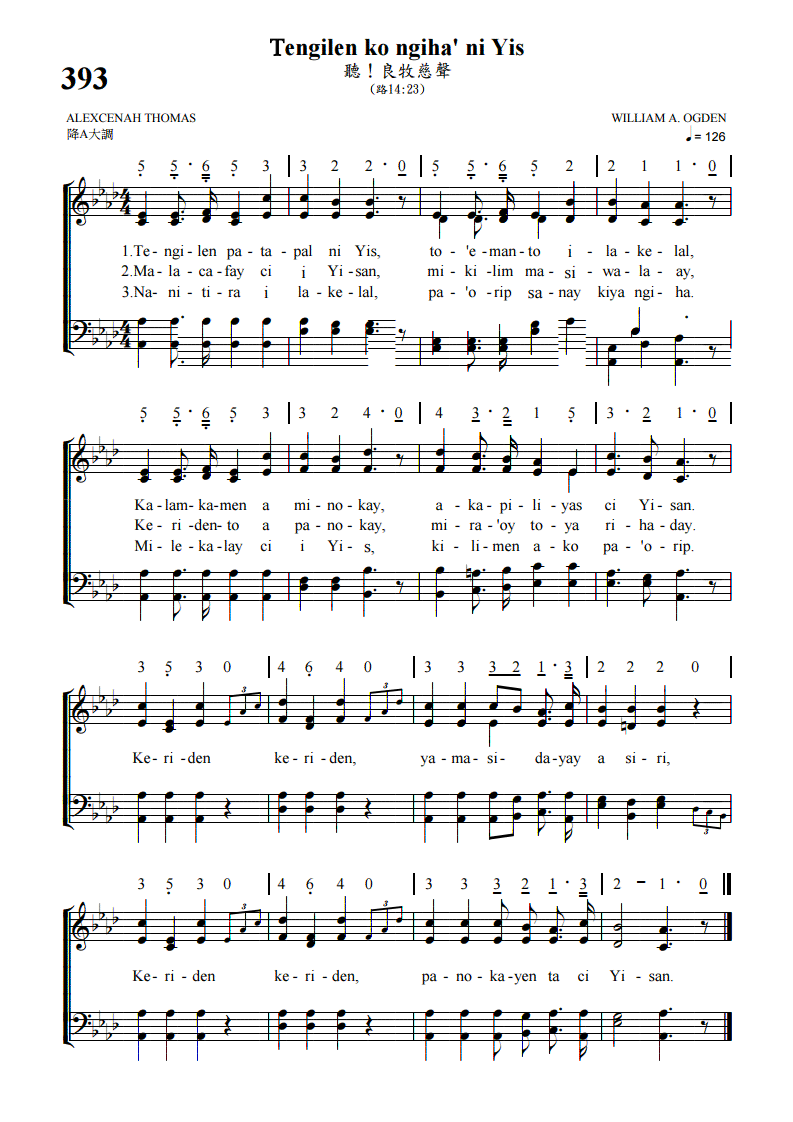 Tengilen ko ngiha' ni Yis
393
聽！良牧慈聲
(路14:23)
ALEXCENAH THOMAS
WILLIAM A. OGDEN
降A大調
♩ = 126
5 5· 6 5 3 | 3 2 2· 0 | 5 5· 6 5 2 | 2 1 1· 0 |
1.Te- ngi-len pa-ta-pal ni Yis, to-'e-man-to i-la-ke-lal,
2.Ma-la-ca-fay ci i Yi-san, mi-ki-lim ma-si-wa-la-ay,
3.Na-ni-ti-ra i la-ke-lal, pa-'o-rip sa-nay kiya ngi-ha.
5 5· 6 5 3 | 3 2 4· 0 | 4 3· 2 1 5 | 3· 2 1· 0 |
Ka-lam-ka-men a mi-no-kay, a-ka-pi-li-yas ci Yi-san.
Ke-ri-den-to a pa-no-kay, mi-ra-'oy to-ya ri-ha-day.
Mi-le-ka-lay ci i Yi-s, ki-li-men a-ko pa-'o-rip.
3 5 3 0 | 4 6 4 0 | 3 3 3 2 1· 3 | 2 2 2 0 |
Ke-ri-den ke-ri-den, ya-ma-si-da-yay a si-ri,
3 5 3 0 | 4 6 4 0 | 3 3 3 2 1· 3 | 2 - 1· 0 ||
Ke-ri-den ke-ri-den, pa-no-ka-yen ta ci Yi-san.